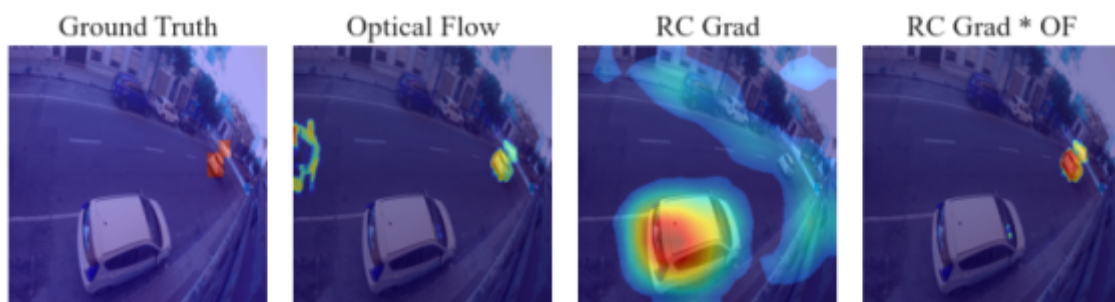 Ground Truth
Optical Flow
RC Grad
RC Grad * OF